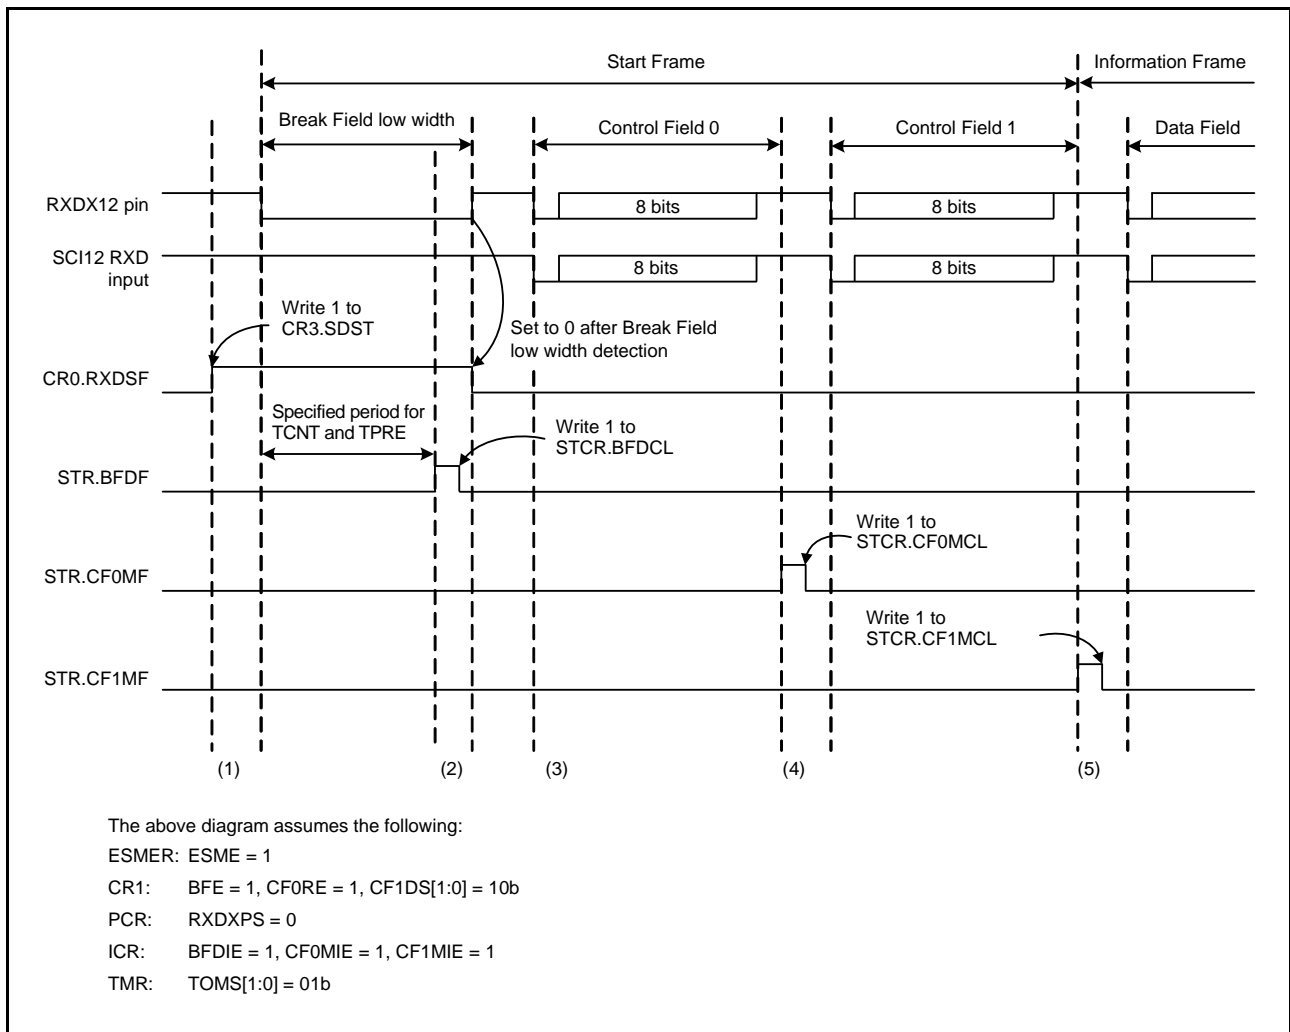 Start Frame
Information Frame
Break Field low width
Control Field 0
Control Field 1
Data Field
RXDX12 pin
8 bits
8 bits
SCI12 RXD
input
8 bits
8 bits
Write 1 to
CR3.SDST
Set to 0 after Break Field
low width detection
CR0.RXDSF
Specified period for
TCNT and TPRE
Write 1 to
STCR.BFDCL
STR.BFDF
Write 1 to
STCR.CF0MCL
STR.CF0MF
Write 1 to
STCR.CF1MCL
STR.CF1MF
(1)
(2)
(3)
(4)
(5)
The above diagram assumes the following:
ESMER: ESME = 1
CR1: BFE = 1, CF0RE = 1, CF1DS[1:0] = 10b
PCR: RXDXPS = 0
ICR: BFDIE = 1, CF0MIE = 1, CF1MIE = 1
TMR: TOMS[1:0] = 01b